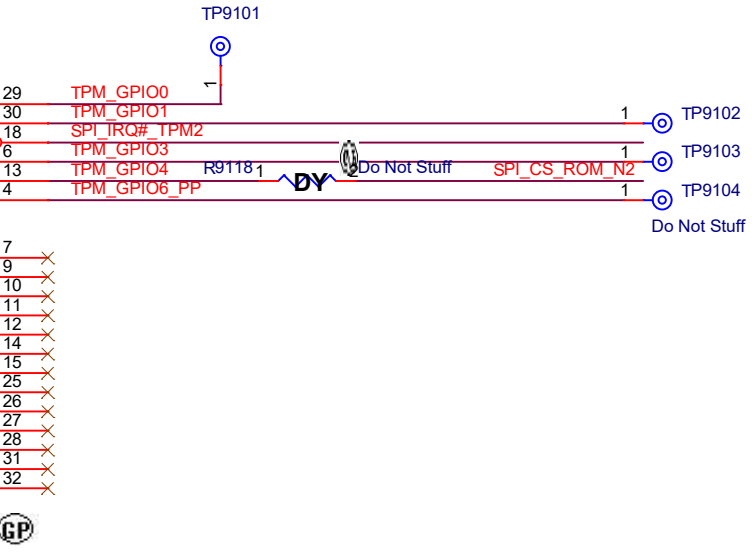 TP9101
1
29 TPM_GPIO0
30 TPM_GPIO1 1 TP9102
18 SPI_IRQ#_TPM2
6 TPM_GPIO3 1 TP9103
13 TPM_GPIO4 R9118 1 DY 2 Do Not Stuff SPI_CS_ROM_N2
4 TPM_GPIO6_PP 1 TP9104
Do Not Stuff
7
9
10
11
12
14
15
25
26
27
28
31
32
GP